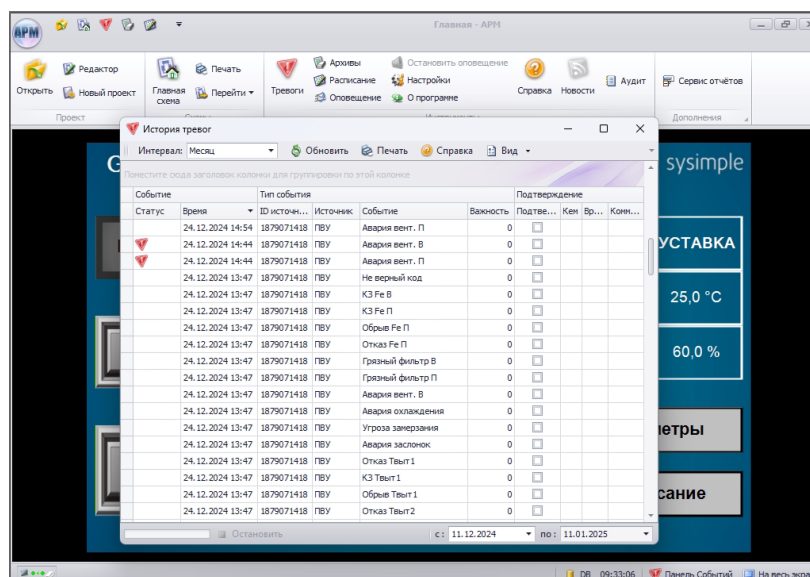 АРМ
Главная - АРМ
Открыть
Редактор
Новый проект
Проект
Главная схема
Печать
Перейти
Тревоги
Архивы
Расписание
Оповещение
Остановить оповещение
Настройки
О программе
Справка
Новости
Аудит
Сервис отчётов
Дополнения
sysimple
История тревог
Интервал: Месяц Обновить Печать Справка Вид
Поместите сюда заголовок колонки для группировки по этой колонке
Событие Тип события Подтверждение
Статус Время ID источн... Источник Событие Важность Подтве... Кем Вр... Комм...
24.12.2024 14:54 1879071418 ПВУ Авария вент. П 0
24.12.2024 14:44 1879071418 ПВУ Авария вент. В 0
24.12.2024 14:44 1879071418 ПВУ Авария вент. П 0
24.12.2024 13:47 1879071418 ПВУ Не верный код 0
24.12.2024 13:47 1879071418 ПВУ КЗ Fe В 0
24.12.2024 13:47 1879071418 ПВУ КЗ Fe П 0
24.12.2024 13:47 1879071418 ПВУ Обрыв Fe П 0
24.12.2024 13:47 1879071418 ПВУ Отказ Fe П 0
24.12.2024 13:47 1879071418 ПВУ Грязный фильтр В 0
24.12.2024 13:47 1879071418 ПВУ Грязный фильтр П 0
24.12.2024 13:47 1879071418 ПВУ Авария вент. В 0
24.12.2024 13:47 1879071418 ПВУ Авария охлаждения 0
24.12.2024 13:47 1879071418 ПВУ Угроза замерзания 0
24.12.2024 13:47 1879071418 ПВУ Авария заслонок 0
24.12.2024 13:47 1879071418 ПВУ Отказ Твыт1 0
24.12.2024 13:47 1879071418 ПВУ КЗ Твыт1 0
24.12.2024 13:47 1879071418 ПВУ Обрыв Твыт1 0
24.12.2024 13:47 1879071418 ПВУ Отказ Твыт2 0
Остановить с: 11.12.2024 по: 11.01.2025
УСТАВКА
25,0 °C
60,0 %
метры
сание
DB 09:33:06 Панель Событий На весь экра